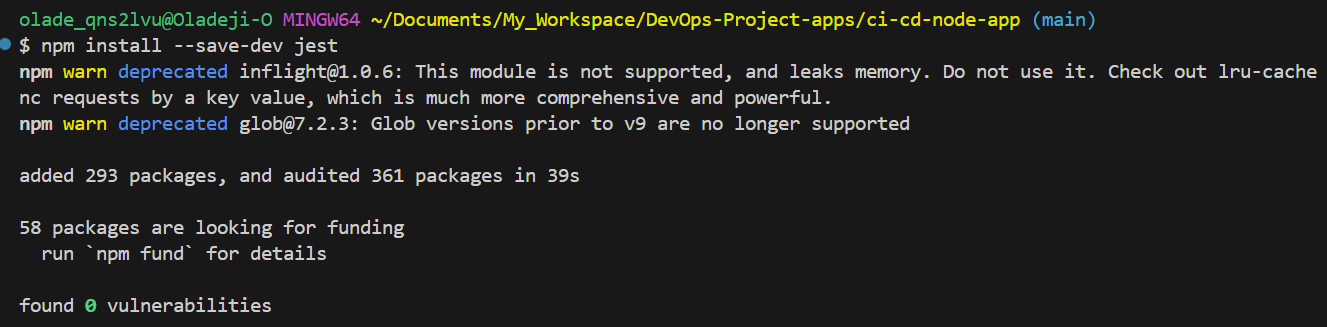 olade_qns2lvu@Oladeji-O MINGW64 ~/Documents/My_Workspace/DevOps-Project-apps/ci-cd-node-app (main)
$ npm install --save-dev jest
npm warn deprecated inflight@1.0.6: This module is not supported, and leaks memory. Do not use it. Check out lru-cache
nc requests by a key value, which is much more comprehensive and powerful.
npm warn deprecated glob@7.2.3: Glob versions prior to v9 are no longer supported
added 293 packages, and audited 361 packages in 39s
58 packages are looking for funding
run `npm fund` for details
found 0 vulnerabilities